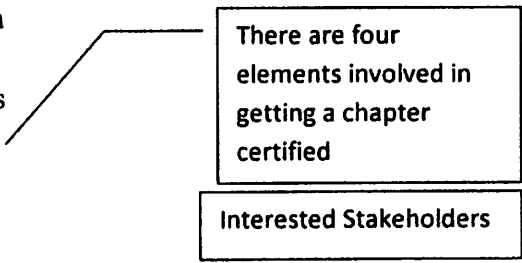 s
There are four
elements involved in
getting a chapter
certified
Interested Stakeholders